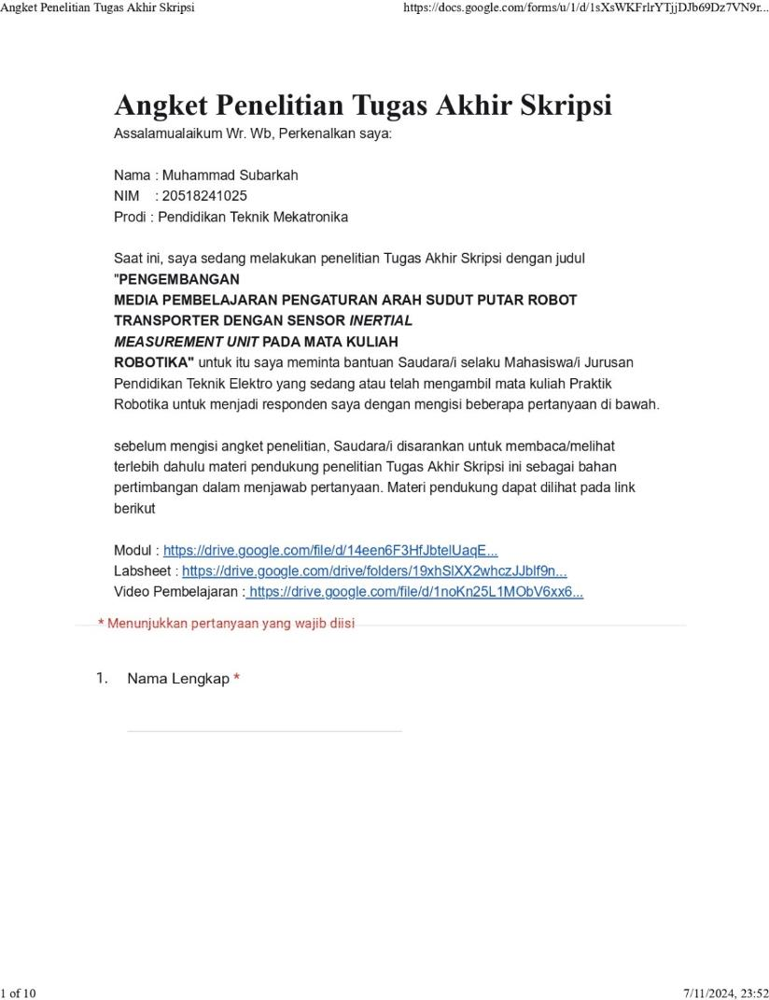 Angket Penelitian Tugas Akhir Skripsi https://docs.google.com/forms/u/1/d/1sXsWKFrlrYTjjDJb69Dz7VN9r...
Angket Penelitian Tugas Akhir Skripsi
Assalamualaikum Wr. Wb, Perkenalkan saya:
Nama : Muhammad Subarkah
NIM : 20518241025
Prodi : Pendidikan Teknik Mekatronika
Saat ini, saya sedang melakukan penelitian Tugas Akhir Skripsi dengan judul
"PENGEMBANGAN
MEDIA PEMBELAJARAN PENGATURAN ARAH SUDUT PUTAR ROBOT
TRANSPORTER DENGAN SENSOR INERTIAL
MEASUREMENT UNIT PADA MATA KULIAH
ROBOTIKA" untuk itu saya meminta bantuan Saudara/i selaku Mahasiswa/i Jurusan
Pendidikan Teknik Elektro yang sedang atau telah mengambil mata kuliah Praktik
Robotika untuk menjadi responden saya dengan mengisi beberapa pertanyaan di bawah.
sebelum mengisi angket penelitian, Saudara/i disarankan untuk membaca/melihat
terlebih dahulu materi pendukung penelitian Tugas Akhir Skripsi ini sebagai bahan
pertimbangan dalam menjawab pertanyaan. Materi pendukung dapat dilihat pada link
berikut
Modul : https://drive.google.com/file/d/14een6F3HfJbtelUaqE...
Labsheet : https://drive.google.com/drive/folders/19xhSlXX2whczJJblf9n...
Video Pembelajaran : https://drive.google.com/file/d/1noKn25L1MObV6xx6...
* Menunjukkan pertanyaan yang wajib diisi
1. Nama Lengkap *
1 of 10 7/11/2024, 23:52